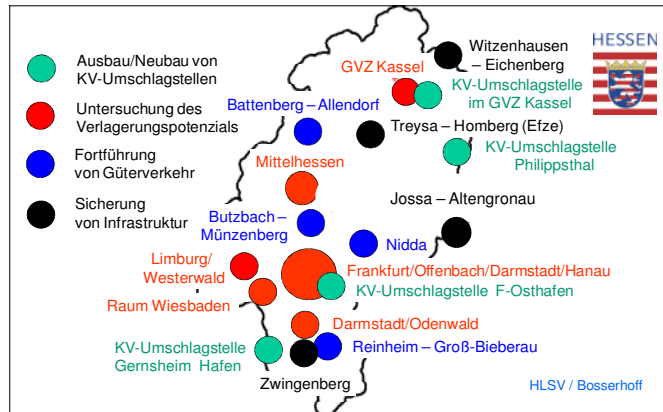 HESSEN
Ausbau/Neubau von
KV-Umschlagstellen
Untersuchung des
Verlagerungspotenzials
Fortführung
von Güterverkehr
Sicherung
von Infrastruktur
Witzenhausen
– Eichenberg
GVZ Kassel
KV-Umschlagstelle
im GVZ Kassel
Battenberg – Allendorf
Treysa – Homberg (Efze)
KV-Umschlagstelle
Philippsthal
Mittelhessen
Jossa – Altengronau
Butzbach –
Münzenberg
Nidda
Limburg/
Westerwald
Frankfurt/Offenbach/Darmstadt/Hanau
KV-Umschlagstelle F-Osthafen
Raum Wiesbaden
Darmstadt/Odenwald
KV-Umschlagstelle
Gernsheim Hafen
Reinheim – Groß-Bieberau
Zwingenberg
HLSV / Bosserhoff